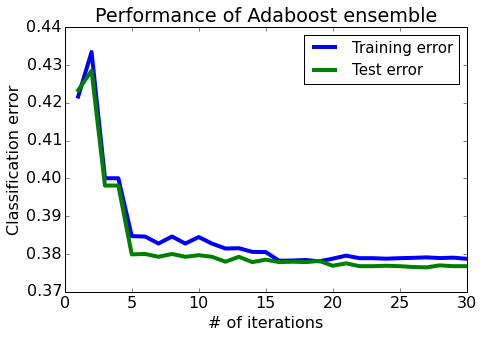 Performance of Adaboost ensemble
0.44
0.43
0.42
0.41
0.40
0.39
0.38
0.37
Classification error
Training error
Test error
0 5 10 15 20 25 30
# of iterations